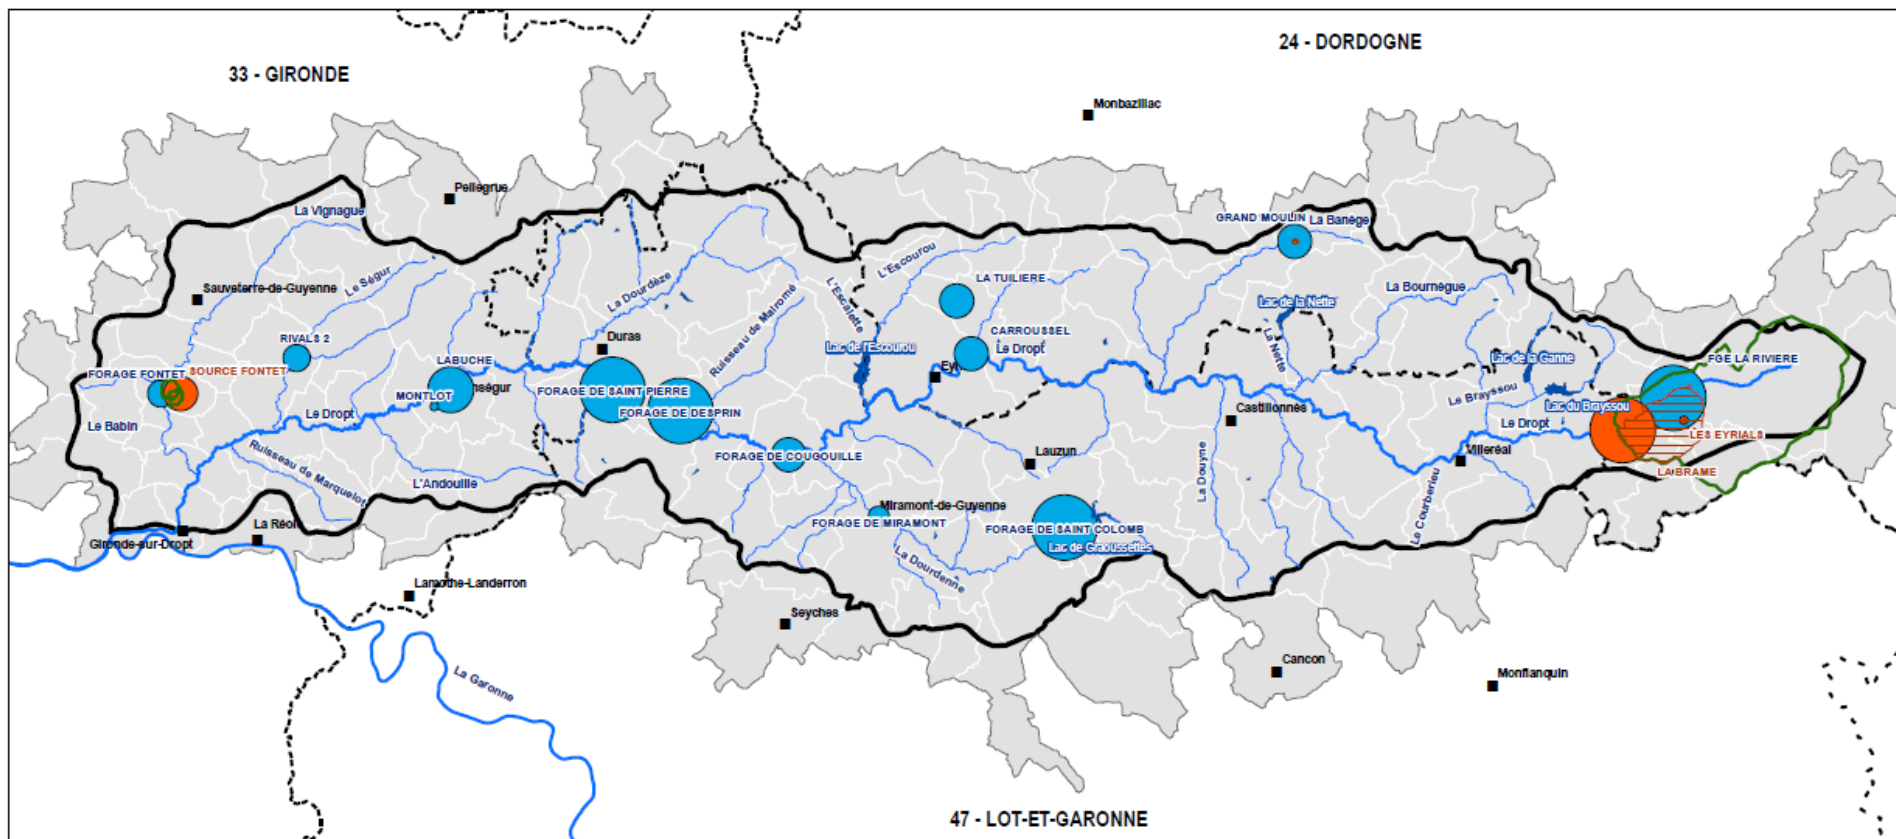 24 - DORDOGNE
33 - GIRONDE
Monbazillac
Pellegrue
La Vignague
GRAND MOULIN
La Banège
L'Escourou
Le Ségur
La Dourdèze
L'Escalette
LA TUILIERE
Sauveterre-de-Guyenne
La Bournègue
Lac de la Nette
Ruisseau de Malromé
RIVALS 2
Duras
CARROUSSEL
Lac de l'Escourou
Le Dropt
La Nette
Lac de la Ganne
FGE LA RIVIERE
LABUCHE
FORAGE FONTET
SOURCE FONTET
MONTLOT
FORAGE DE SAINT PIERRE
Le Brayssou
Lac du Brayssou
FORAGE DE DESPRIN
Castillonnès
Le Dropt
Le Dropt
Le Babin
LES EYRIALS
FORAGE DE COUGOUILLE
Lauzun
Villeréal
LA BRAME
Ruisseau de Marquelot
L'Andouille
La Douyne
Le Courberieu
Miramont-de-Guyenne
FORAGE DE MIRAMONT
FORAGE DE SAINT COLOMB
Lac de Graoussettes
La Réole
Gironde-sur-Dropt
La Dourdenne
Lamothe-Landerron
Seyches
Cancon
Monflanquin
La Garonne
47 - LOT-ET-GARONNE